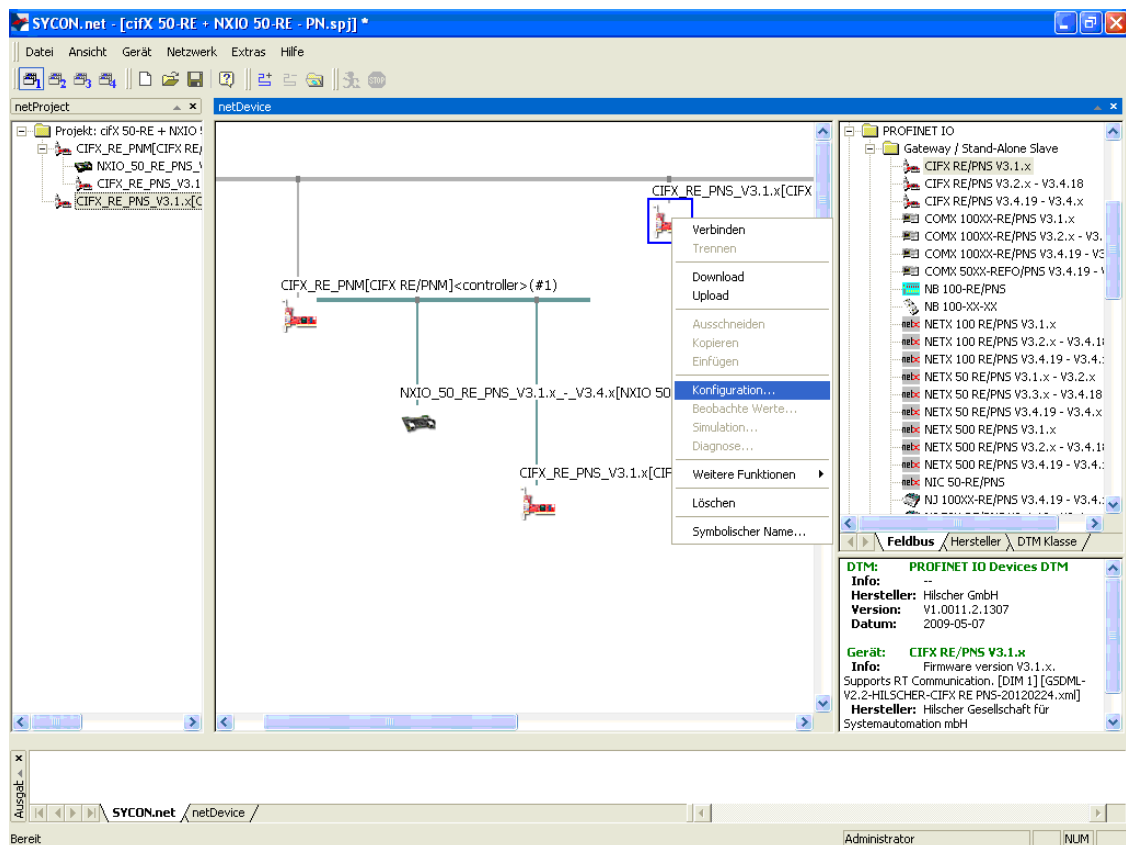 SYCON.net - [cifX 50-RE + NXIO 50-RE - PN.spj] *
Datei Ansicht Gerät Netzwerk Extras Hilfe
netProject
netDevice
Projekt: cifX 50-RE + NXIO
CIFX_RE_PNM[CIFX RE/
NXIO_50_RE_PNS_V
CIFX_RE_PNS_V3.1
CIFX_RE_PNS_V3.1.x[C
CIFX_RE_PNS_V3.1.x[CIFX
CIFX_RE_PNM[CIFX RE/PNM]<controller>(#1)
NXIO_50_RE_PNS_V3.1.x_-_V3.4.x[NXIO 50
CIFX_RE_PNS_V3.1.x[CIF
Verbinden
Trennen
Download
Upload
Ausschneiden
Kopieren
Einfügen
Konfiguration...
Beobachte Werte...
Simulation...
Diagnose...
Weitere Funktionen
Löschen
Symbolischer Name...
PROFINET IO
Gateway / Stand-Alone Slave
CIFX RE/PNS V3.1.x
CIFX RE/PNS V3.2.x - V3.4.18
CIFX RE/PNS V3.4.19 - V3.4.x
COMX 100XX-RE/PNS V3.1.x
COMX 100XX-RE/PNS V3.2.x - V3.
COMX 100XX-RE/PNS V3.4.19 - V3
COMX 50XX-REFO/PNS V3.4.19 - V
NB 100-RE/PNS
NB 100-XX-XX
NETX 100 RE/PNS V3.1.x
NETX 100 RE/PNS V3.2.x - V3.4.18
NETX 100 RE/PNS V3.4.19 - V3.4.
NETX 50 RE/PNS V3.1.x - V3.2.x
NETX 50 RE/PNS V3.3.x - V3.4.18
NETX 50 RE/PNS V3.4.19 - V3.4.x
NETX 500 RE/PNS V3.1.x
NETX 500 RE/PNS V3.2.x - V3.4.18
NETX 500 RE/PNS V3.4.19 - V3.4.
NIC 50-RE/PNS
NJ 100XX-RE/PNS V3.4.19 - V3.4.
Feldbus Hersteller DTM Klasse
DTM: PROFINET IO Devices DTM
Info: --
Hersteller: Hilscher GmbH
Version: V1.0011.2.1307
Datum: 2009-05-07
Gerät: CIFX RE/PNS V3.1.x
Info: Firmware version V3.1.x.
Supports RT Communication. [DIM 1] [GSDML-
V2.2-HILSCHER-CIFX RE PNS-20120224.xml]
Hersteller: Hilscher Gesellschaft für
Systemautomation mbH
Ausgab
SYCON.net netDevice
Bereit
Administrator
NUM